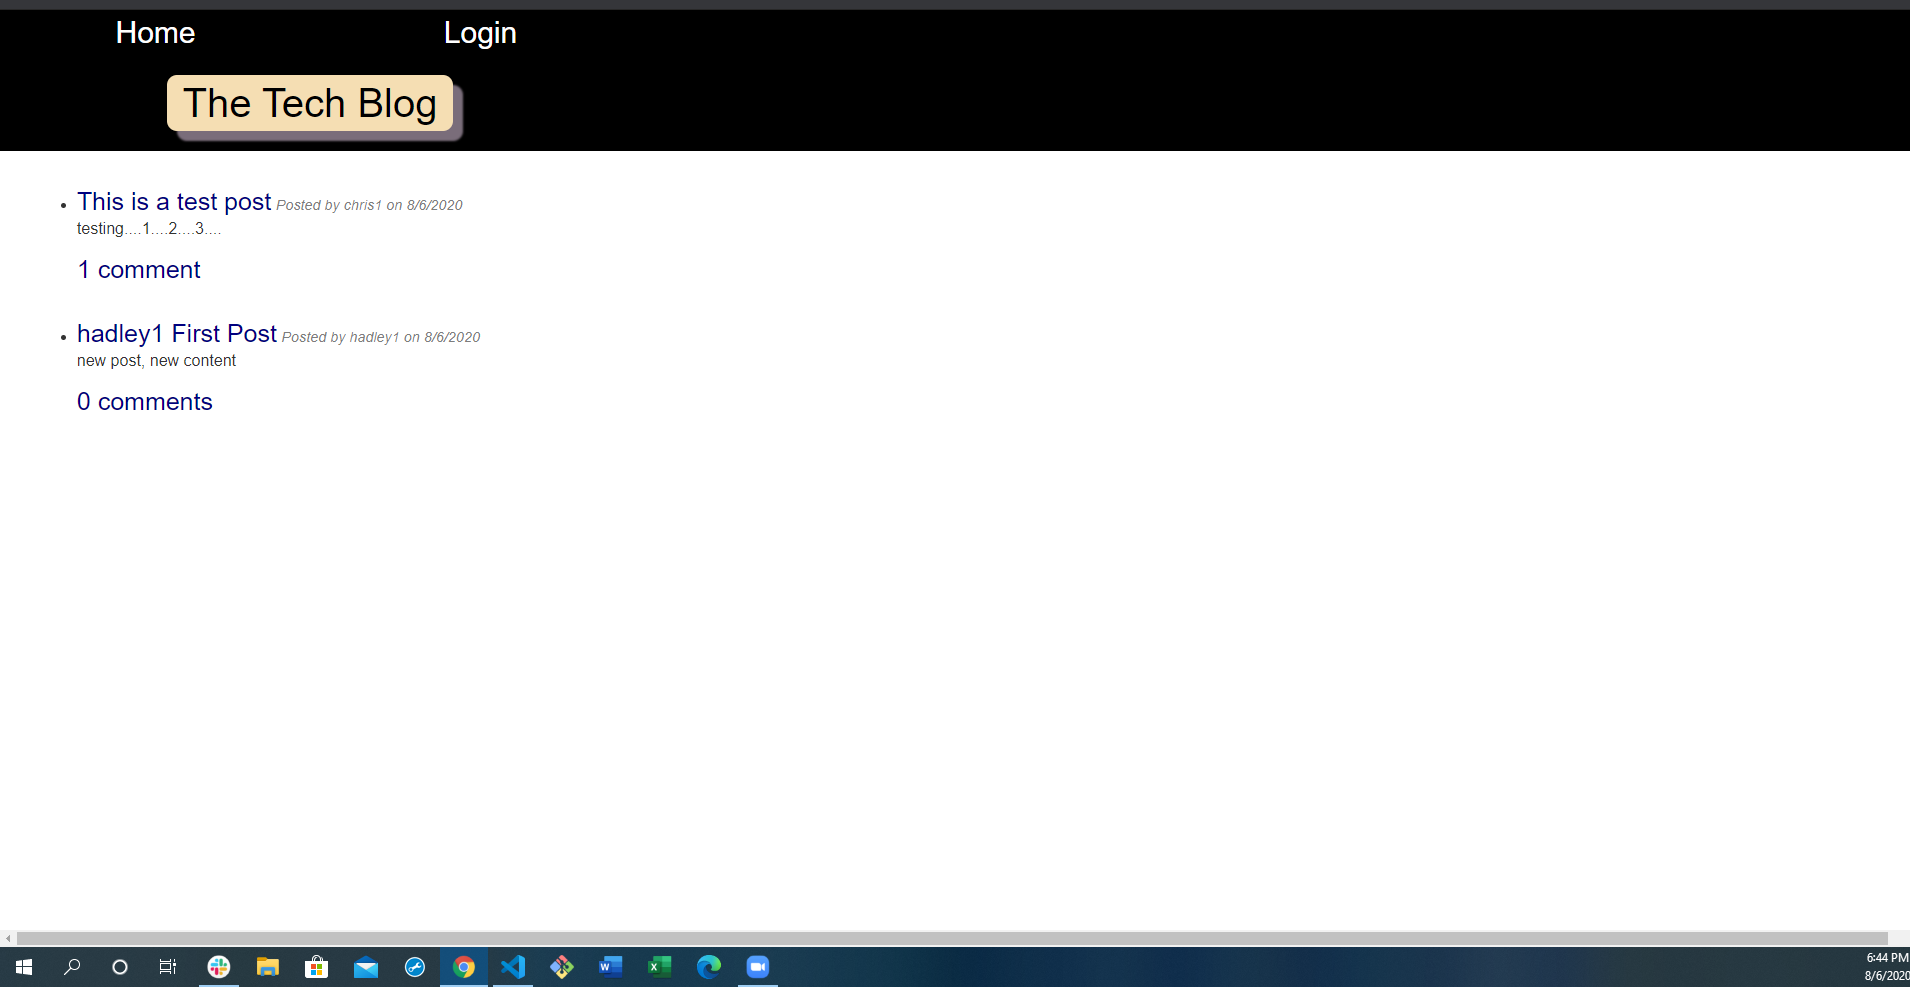 Home Login
The Tech Blog
This is a test post Posted by chris1 on 8/6/2020
testing....1....2....3....
1 comment
hadley1 First Post Posted by hadley1 on 8/6/2020
new post, new content
0 comments
6:44 PM
8/6/2020